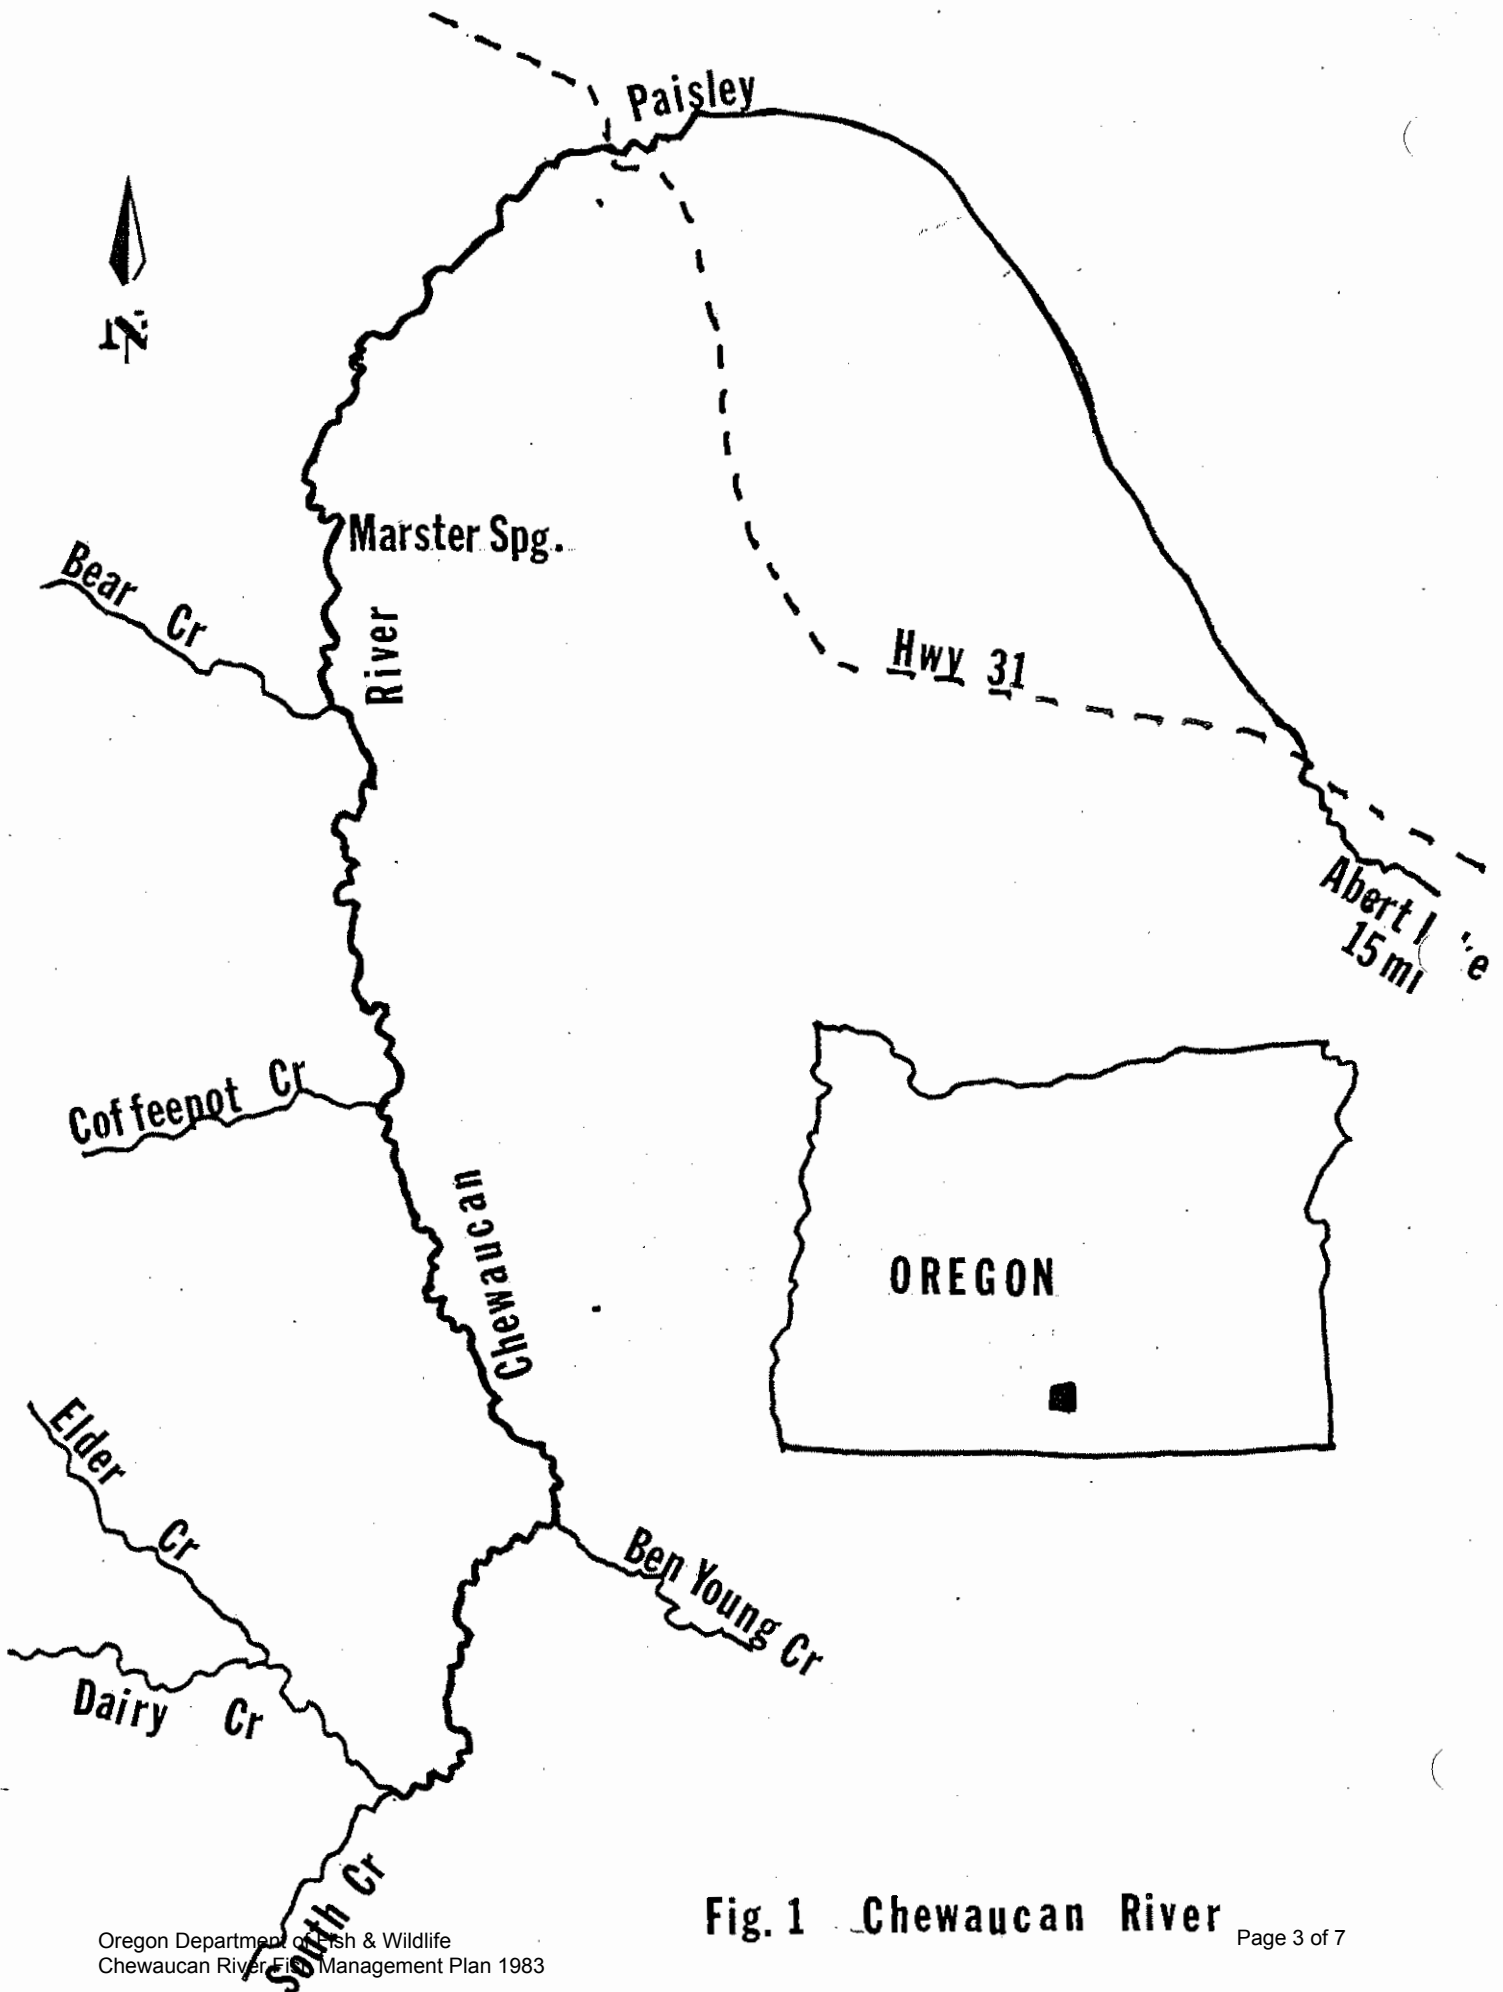 Paisley
N
Marster Spg.
Bear Cr
River
Hwy 31
Abert
15 mi
Coffeepot Cr
Chewaucan
OREGON
Elder Cr
Ben Young Cr
Dairy Cr
South Cr
Fig. 1 Chewaucan River
Page 3 of 7
Oregon Department of Fish & Wildlife
Chewaucan River Fish Management Plan 1983